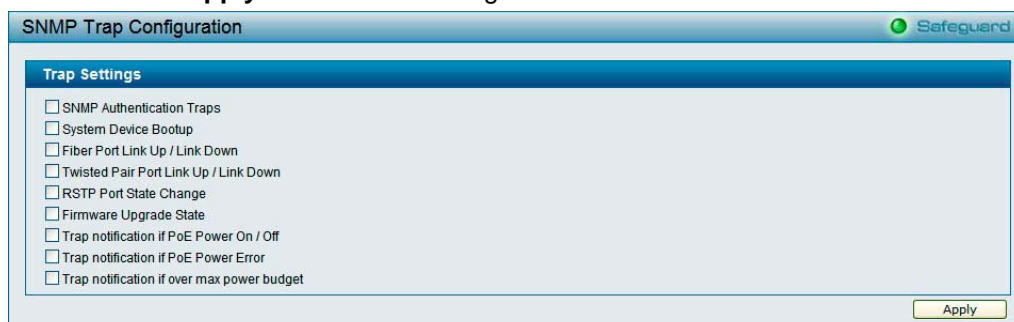 Apply
SNMP Trap Configuration
Safeguard
Trap Settings
SNMP Authentication Traps
System Device Bootup
Fiber Port Link Up / Link Down
Twisted Pair Port Link Up / Link Down
RSTP Port State Change
Firmware Upgrade State
Trap notification if PoE Power On / Off
Trap notification if PoE Power Error
Trap notification if over max power budget
Apply